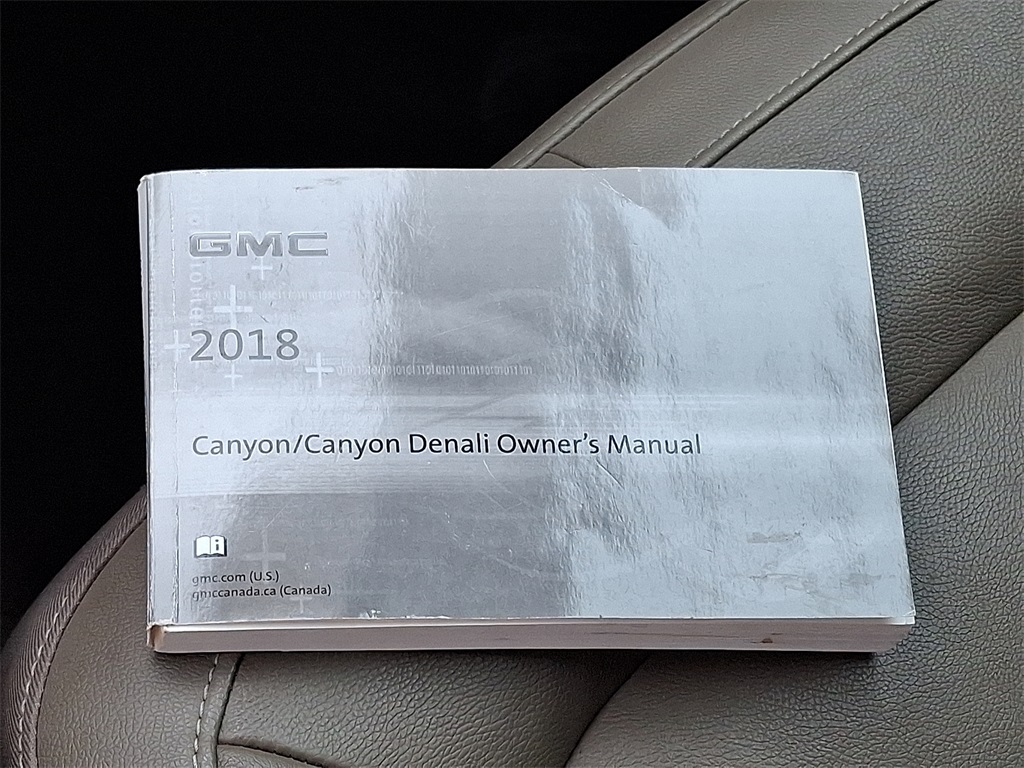 GMC
2018
Canyon/Canyon Denali Owner's Manual
gmc.com (U.S.)
gmccanada.ca (Canada)